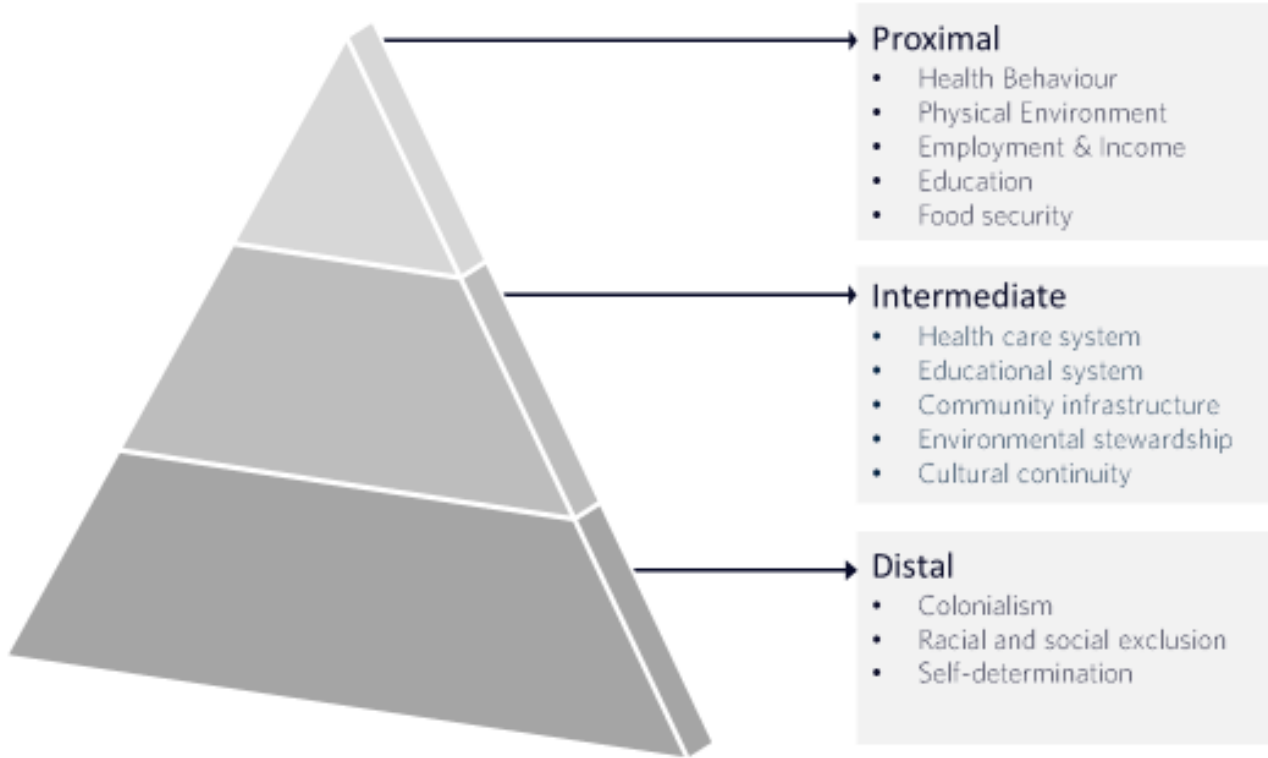 Proximal
• Health Behaviour
• Physical Environment
• Employment & Income
• Education
• Food security
Intermediate
• Health care system
• Educational system
• Community infrastructure
• Environmental stewardship
• Cultural continuity
Distal
• Colonialism
• Racial and social exclusion
• Self-determination